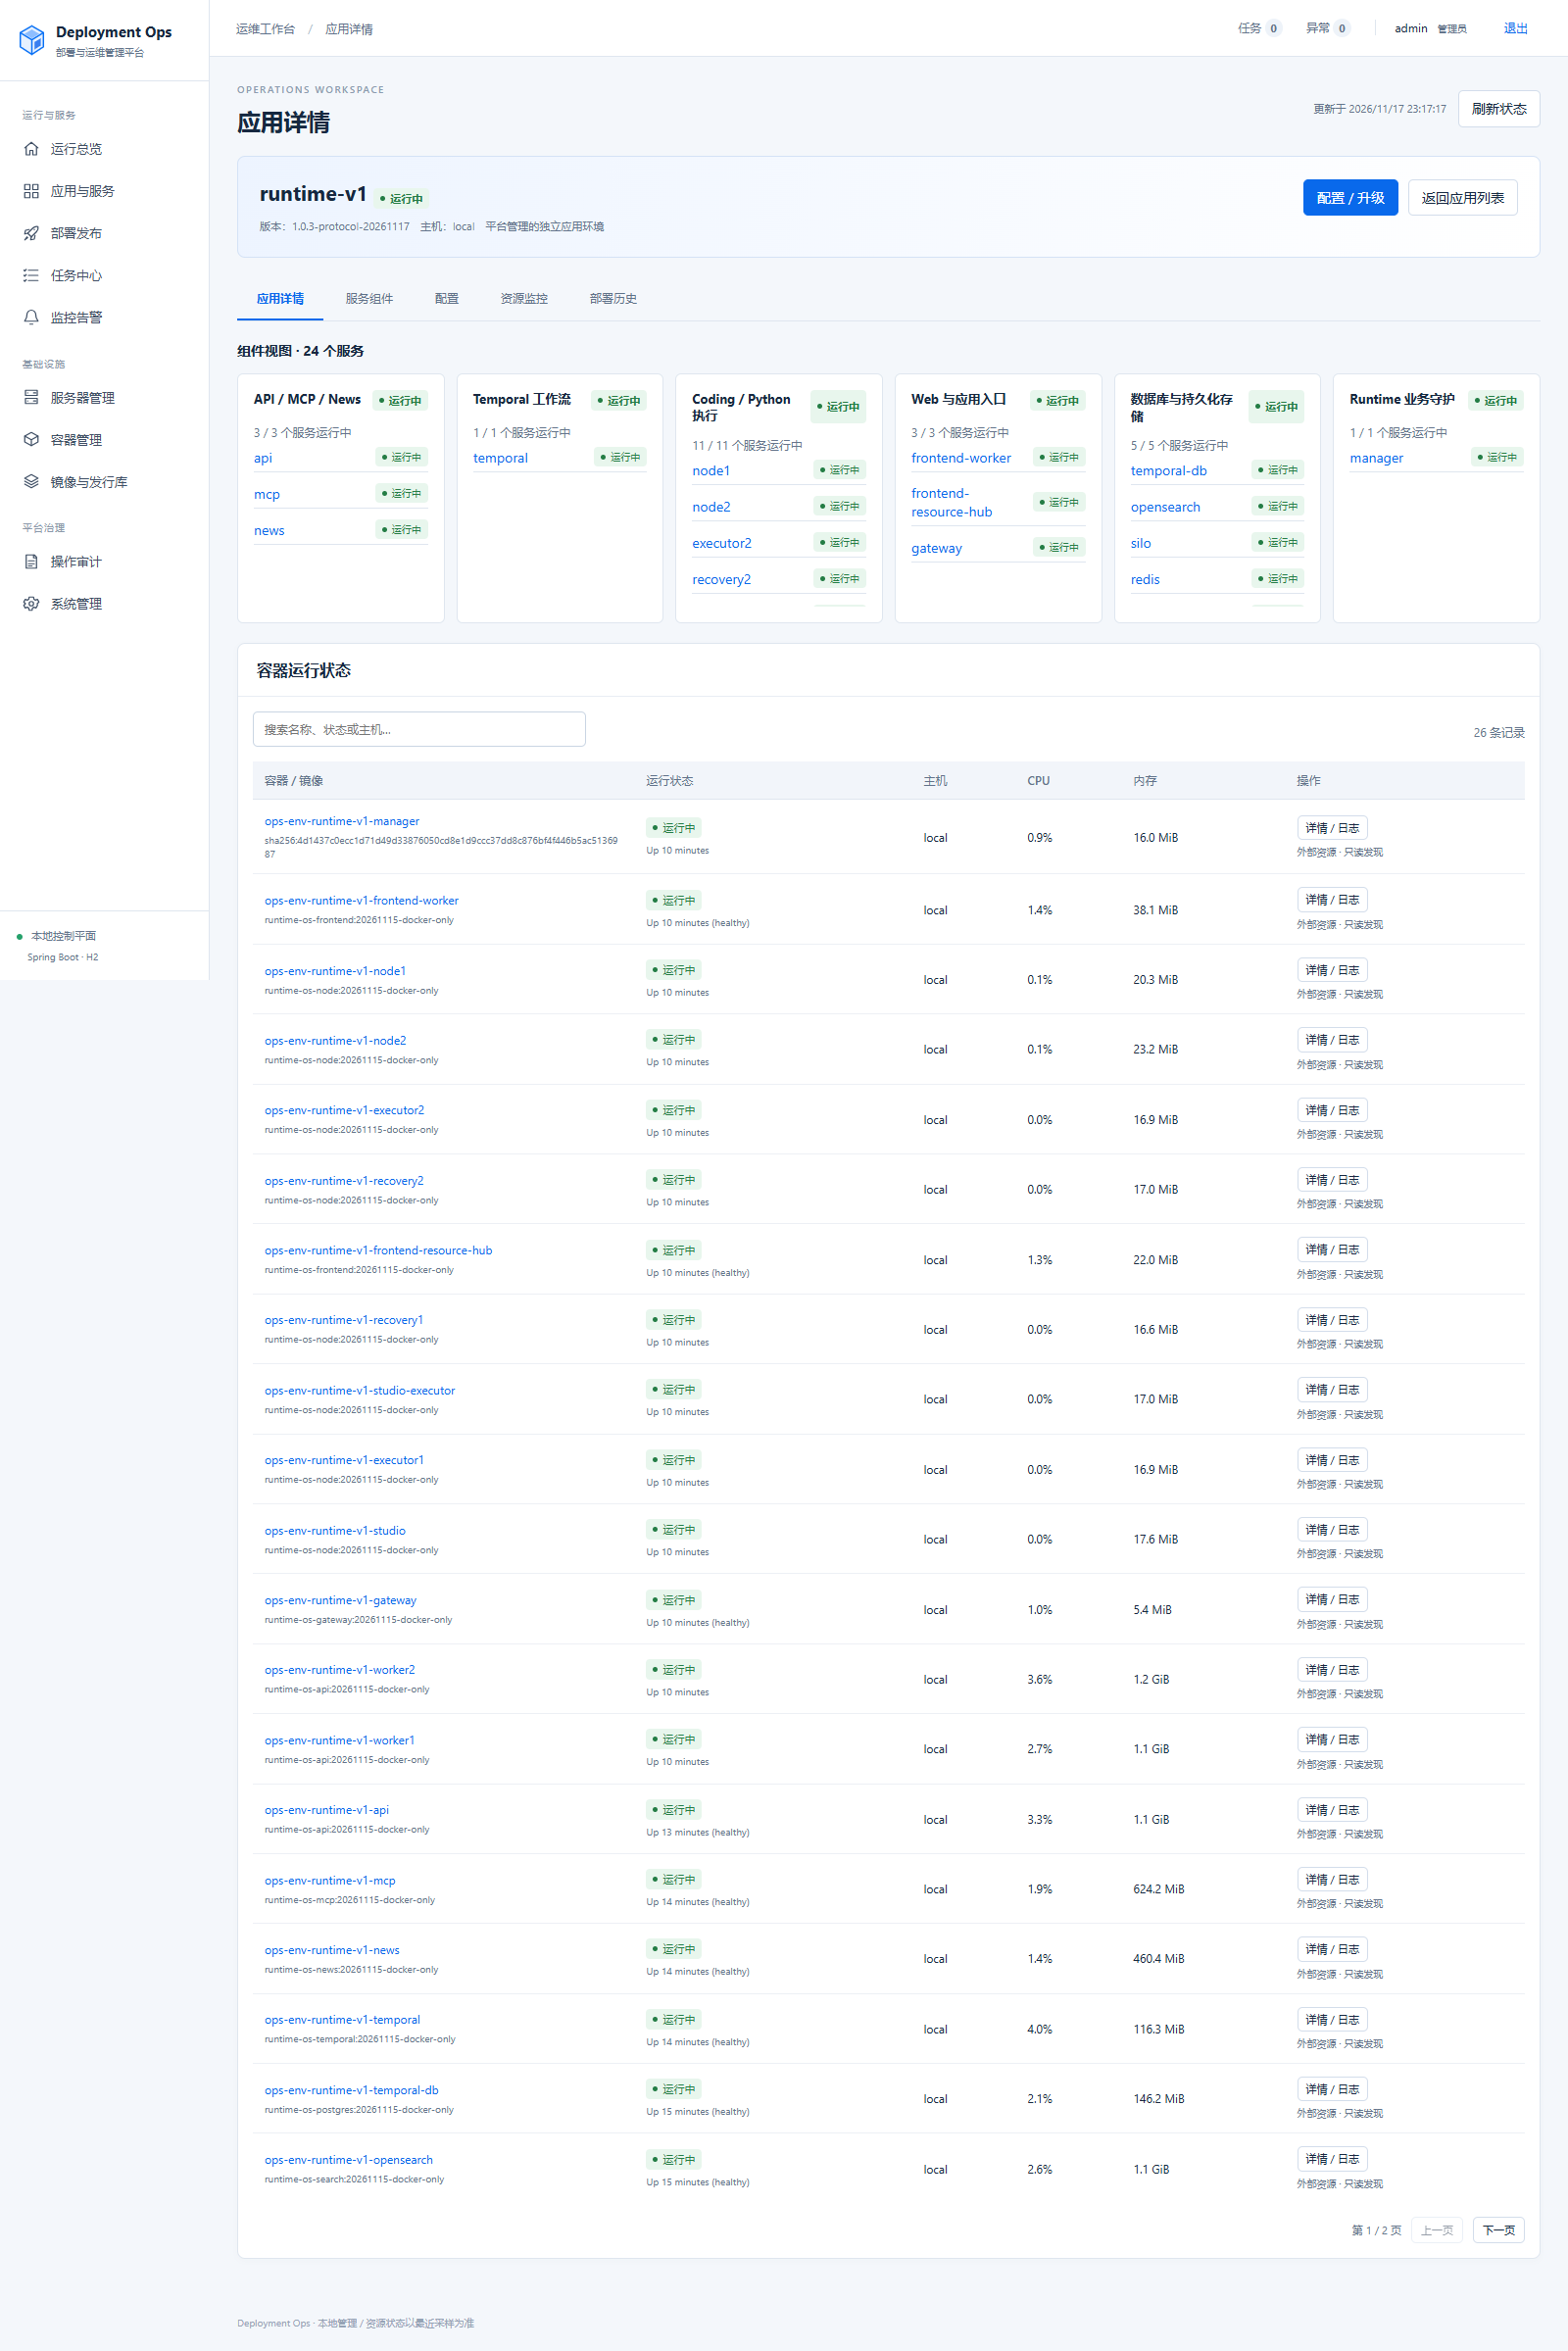 Deployment Ops
部署与运维管理平台
运行与服务
运行总览
应用与服务
部署发布
任务中心
监控告警
基础设施
服务器管理
容器管理
镜像与发行库
平台治理
操作审计
系统管理
本地控制平面
Spring Boot · H2
运维工作台 / 应用详情
任务 0 异常 0 admin 管理员 退出
OPERATIONS WORKSPACE
应用详情
更新于 2026/11/17 23:17:17 刷新状态
runtime-v1 运行中
版本：1.0.3-protocol-20261117 主机：local 平台管理的独立应用环境
配置 / 升级 返回应用列表
应用详情 服务组件 配置 资源监控 部署历史
组件视图 · 24 个服务
API / MCP / News 运行中
3 / 3 个服务运行中
api 运行中
mcp 运行中
news 运行中
Temporal 工作流 运行中
1 / 1 个服务运行中
temporal 运行中
Coding / Python 执行 运行中
11 / 11 个服务运行中
node1 运行中
node2 运行中
executor2 运行中
recovery2 运行中
Web 与应用入口 运行中
3 / 3 个服务运行中
frontend-worker 运行中
frontend-resource-hub 运行中
gateway 运行中
数据库与持久化存储 运行中
5 / 5 个服务运行中
temporal-db 运行中
opensearch 运行中
silo 运行中
redis 运行中
Runtime 业务守护 运行中
1 / 1 个服务运行中
manager 运行中
容器运行状态
搜索名称、状态或主机...
26 条记录
容器 / 镜像 运行状态 主机 CPU 内存 操作
ops-env-runtime-v1-manager 运行中 local 0.9% 16.0 MiB 详情 / 日志
sha256:4d1437c0ecc1d71d49d33876050cd8e1d9ccc37dd8c876bf4f446b5ac51369
87
Up 10 minutes 外部资源 · 只读发现
ops-env-runtime-v1-frontend-worker 运行中 local 1.4% 38.1 MiB 详情 / 日志
runtime-os-frontend:20261115-docker-only Up 10 minutes (healthy) 外部资源 · 只读发现
ops-env-runtime-v1-node1 运行中 local 0.1% 20.3 MiB 详情 / 日志
runtime-os-node:20261115-docker-only Up 10 minutes 外部资源 · 只读发现
ops-env-runtime-v1-node2 运行中 local 0.1% 23.2 MiB 详情 / 日志
runtime-os-node:20261115-docker-only Up 10 minutes 外部资源 · 只读发现
ops-env-runtime-v1-executor2 运行中 local 0.0% 16.9 MiB 详情 / 日志
runtime-os-node:20261115-docker-only Up 10 minutes 外部资源 · 只读发现
ops-env-runtime-v1-recovery2 运行中 local 0.0% 17.0 MiB 详情 / 日志
runtime-os-node:20261115-docker-only Up 10 minutes 外部资源 · 只读发现
ops-env-runtime-v1-frontend-resource-hub 运行中 local 1.3% 22.0 MiB 详情 / 日志
runtime-os-frontend:20261115-docker-only Up 10 minutes (healthy) 外部资源 · 只读发现
ops-env-runtime-v1-recovery1 运行中 local 0.0% 16.6 MiB 详情 / 日志
runtime-os-node:20261115-docker-only Up 10 minutes 外部资源 · 只读发现
ops-env-runtime-v1-studio-executor 运行中 local 0.0% 17.0 MiB 详情 / 日志
runtime-os-node:20261115-docker-only Up 10 minutes 外部资源 · 只读发现
ops-env-runtime-v1-executor1 运行中 local 0.0% 16.9 MiB 详情 / 日志
runtime-os-node:20261115-docker-only Up 10 minutes 外部资源 · 只读发现
ops-env-runtime-v1-studio 运行中 local 0.0% 17.6 MiB 详情 / 日志
runtime-os-node:20261115-docker-only Up 10 minutes 外部资源 · 只读发现
ops-env-runtime-v1-gateway 运行中 local 1.0% 5.4 MiB 详情 / 日志
runtime-os-gateway:20261115-docker-only Up 10 minutes (healthy) 外部资源 · 只读发现
ops-env-runtime-v1-worker2 运行中 local 3.6% 1.2 GiB 详情 / 日志
runtime-os-api:20261115-docker-only Up 10 minutes 外部资源 · 只读发现
ops-env-runtime-v1-worker1 运行中 local 2.7% 1.1 GiB 详情 / 日志
runtime-os-api:20261115-docker-only Up 10 minutes 外部资源 · 只读发现
ops-env-runtime-v1-api 运行中 local 3.3% 1.1 GiB 详情 / 日志
runtime-os-api:20261115-docker-only Up 13 minutes (healthy) 外部资源 · 只读发现
ops-env-runtime-v1-mcp 运行中 local 1.9% 624.2 MiB 详情 / 日志
runtime-os-mcp:20261115-docker-only Up 14 minutes (healthy) 外部资源 · 只读发现
ops-env-runtime-v1-news 运行中 local 1.4% 460.4 MiB 详情 / 日志
runtime-os-news:20261115-docker-only Up 14 minutes (healthy) 外部资源 · 只读发现
ops-env-runtime-v1-temporal 运行中 local 4.0% 116.3 MiB 详情 / 日志
runtime-os-temporal:20261115-docker-only Up 14 minutes (healthy) 外部资源 · 只读发现
ops-env-runtime-v1-temporal-db 运行中 local 2.1% 146.2 MiB 详情 / 日志
runtime-os-postgres:20261115-docker-only Up 15 minutes (healthy) 外部资源 · 只读发现
ops-env-runtime-v1-opensearch 运行中 local 2.6% 1.1 GiB 详情 / 日志
runtime-os-search:20261115-docker-only Up 15 minutes (healthy) 外部资源 · 只读发现
第 1 / 2 页 上一页 下一页
Deployment Ops · 本地管理 / 资源状态以最近采样为准